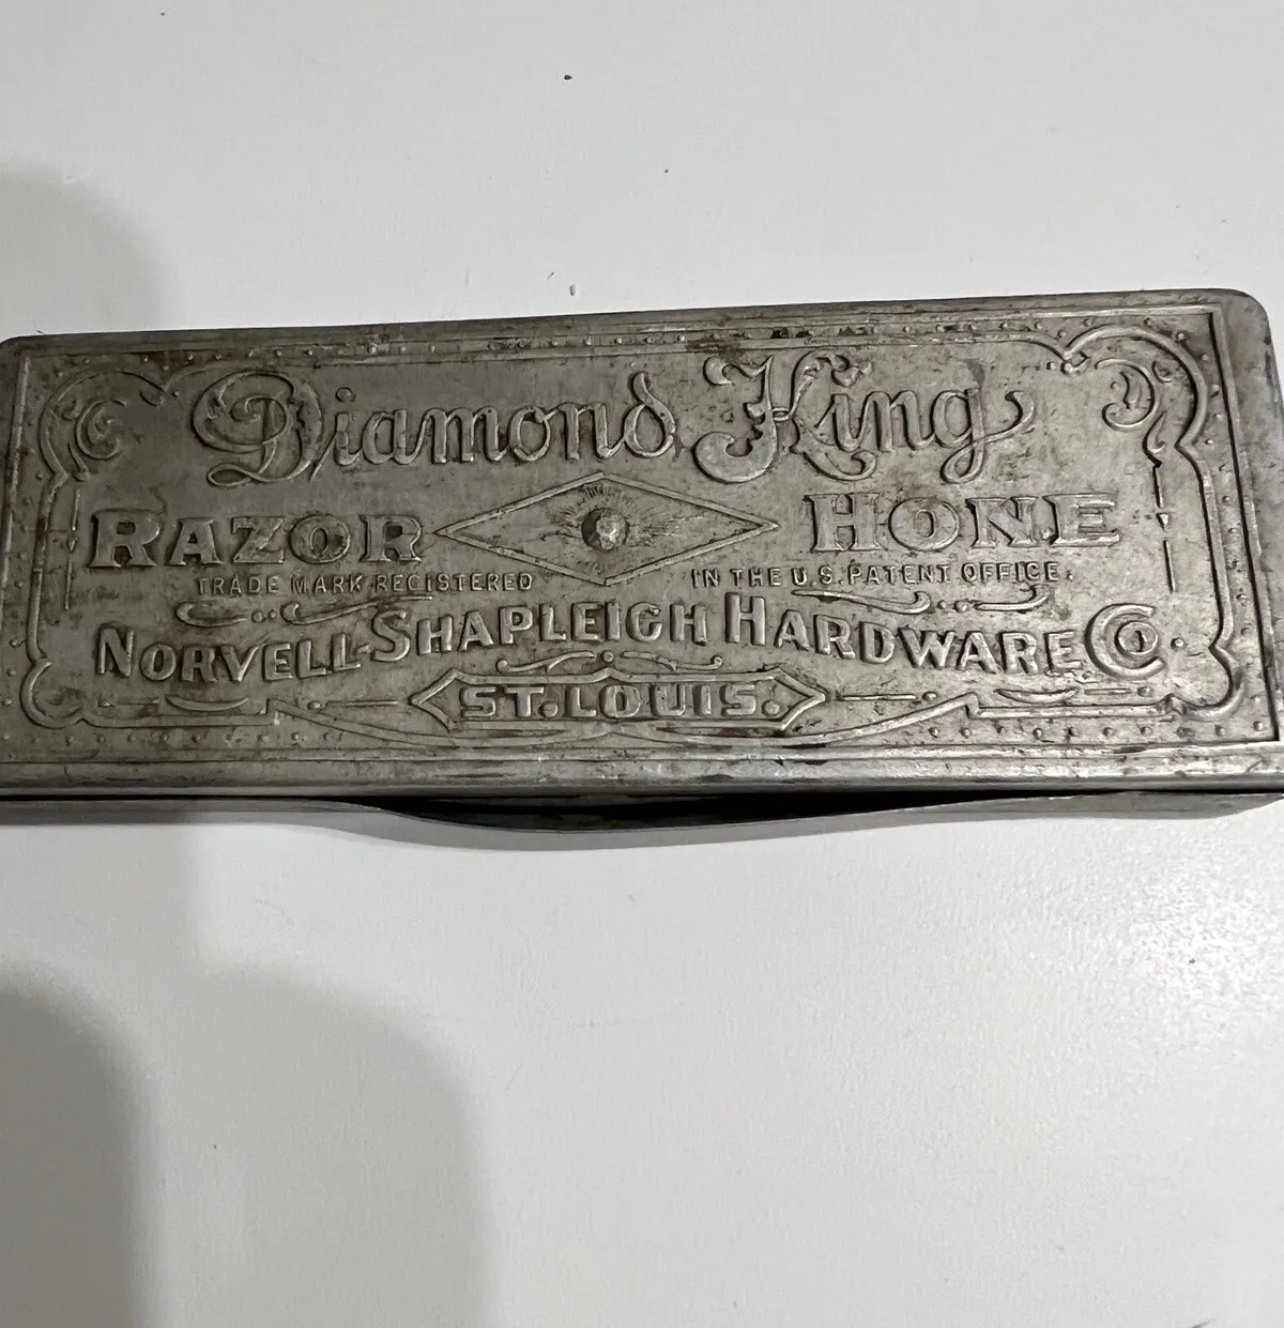 Diamond King
RAZOR HONE
TRADE MARK REGISTERED IN THE U.S. PATENT OFFICE.
NORVELL-SHAPLEIGH HARDWARE CO.
ST. LOUIS.